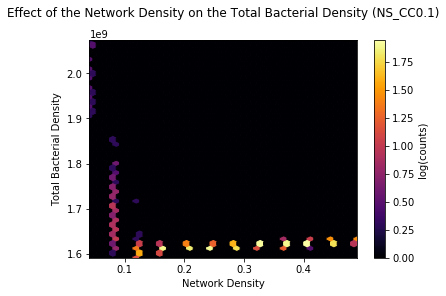 Effect of the Network Density on the Total Bacterial Density (NS_CC0.1)
1e9
2.0
1.9
1.8
1.7
1.6
Total Bacterial Density
0.1 0.2 0.3 0.4
Network Density
1.75
1.50
1.25
1.00
0.75
0.50
0.25
0.00
log(counts)